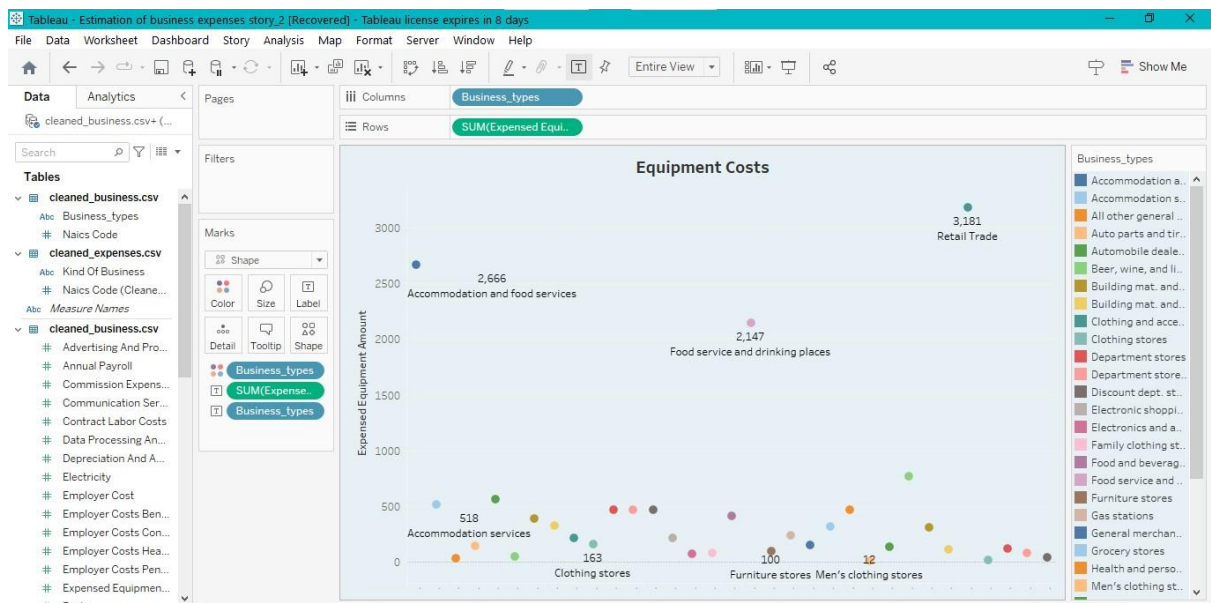 Tableau - Estimation of business expenses story_2 [Recovered] - Tableau license expires in 8 days
File Data Worksheet Dashboard Story Analysis Map Format Server Window Help
Entire View
Show Me
Data Analytics
cleaned_business.csv+ (...
Search
Tables
cleaned_business.csv
Abc Business_types
# Naics Code
cleaned_expenses.csv
Abc Kind Of Business
# Naics Code (Cleane...
Abc Measure Names
cleaned_business.csv
# Advertising And Pro...
# Annual Payroll
# Commission Expens...
# Communication Ser...
# Contract Labor Costs
# Data Processing An...
# Depreciation And A...
# Electricity
# Employer Cost
# Employer Costs Ben...
# Employer Costs Con...
# Employer Costs Hea...
# Employer Costs Pen...
# Expensed Equipmen...
Pages
Filters
Marks
Shape
Color Size Label
Detail Tooltip Shape
Business_types
SUM(Expense..
Business_types
Columns Business_types
Rows SUM(Expensed Equi..
Equipment Costs
Expensed Equipment Amount
3000
2500
2000
1500
1000
500
0
3,181
Retail Trade
2,666
Accommodation and food services
2,147
Food service and drinking places
518
Accommodation services
163
Clothing stores
100
Furniture stores
12
Men's clothing stores
Business_types
Accommodation a..
Accommodation s..
All other general ..
Auto parts and tir..
Automobile deale..
Beer, wine, and li..
Building mat. and..
Building mat. and..
Clothing and acce..
Clothing stores
Department stores
Department store..
Discount dept. st..
Electronic shoppi..
Electronics and a..
Family clothing st..
Food and beverag..
Food service and ..
Furniture stores
Gas stations
General merchan..
Grocery stores
Health and perso..
Men's clothing st..